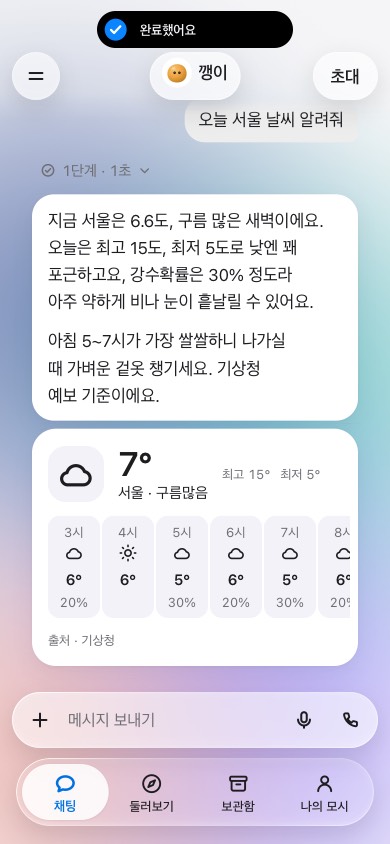 완료했어요
깽이
초대
오늘 서울 날씨 알려줘
1단계 · 1초
지금 서울은 6.6도, 구름 많은 새벽이에요.
오늘은 최고 15도, 최저 5도로 낮엔 꽤
포근하고요, 강수확률은 30% 정도라
아주 약하게 비나 눈이 흩날릴 수 있어요.
아침 5~7시가 가장 쌀쌀하니 나가실
때 가벼운 겉옷 챙기세요. 기상청
예보 기준이에요.
7°
최고 15° 최저 5°
서울 · 구름많음
3시 4시 5시 6시 7시 8시
6° 6° 5° 6° 5° 6°
20% 30% 20% 30% 20%
출처 · 기상청
메시지 보내기
채팅 둘러보기 보관함 나의 모시